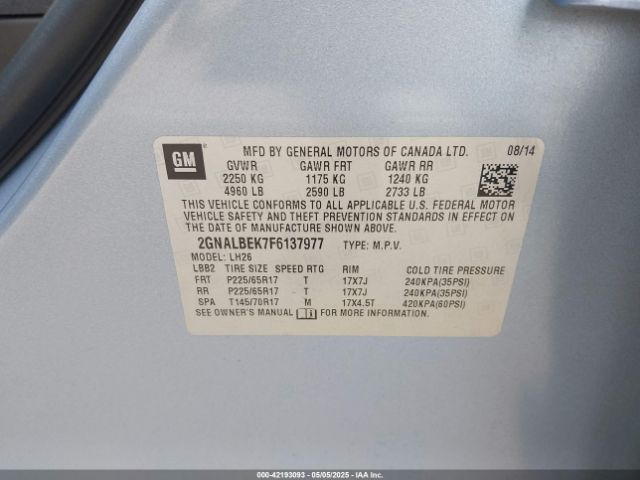 GM
MFD BY GENERAL MOTORS OF CANADA LTD. 08/14
GVWR GAWR FRT GAWR RR
2250 KG 1175 KG 1240 KG
4960 LB 2590 LB 2733 LB
THIS VEHICLE CONFORMS TO ALL APPLICABLE U.S. FEDERAL MOTOR
VEHICLE SAFETY AND THEFT PREVENTION STANDARDS IN EFFECT ON
THE DATE OF MANUFACTURE SHOWN ABOVE.
2GNALBEK7F6137977 TYPE: M.P.V.
MODEL: LH26
LBB2 TIRE SIZE SPEED RTG RIM COLD TIRE PRESSURE
FRT P225/65R17 T 17X7J 240KPA(35PSI)
RR P225/65R17 T 17X7J 240KPA(35PSI)
SPA T145/70R17 M 17X4.5T 420KPA(60PSI)
SEE OWNER'S MANUAL FOR MORE INFORMATION.
000-42193093 - 05/05/2025 - IAAI.com